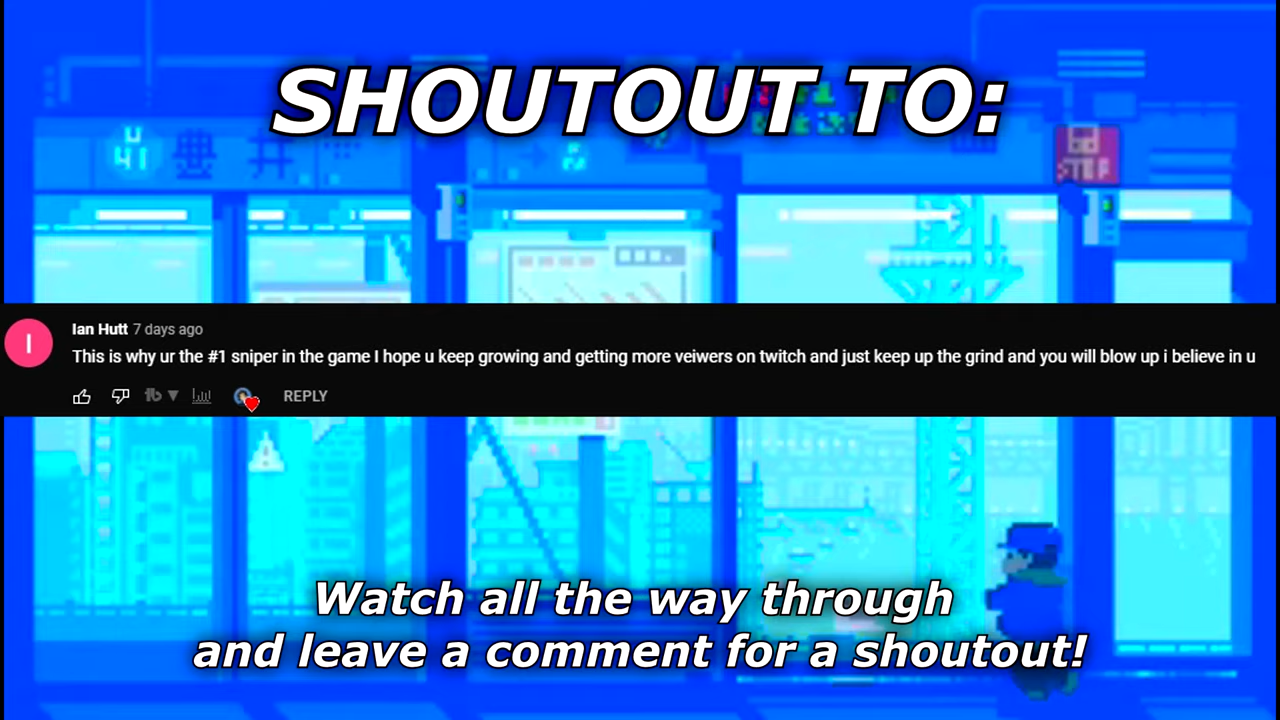 SHOUTOUT TO:
I
Ian Hutt 7 days ago
This is why ur the #1 sniper in the game I hope u keep growing and getting more veiwers on twitch and just keep up the grind and you will blow up i believe in u
REPLY
Watch all the way through
and leave a comment for a shoutout!